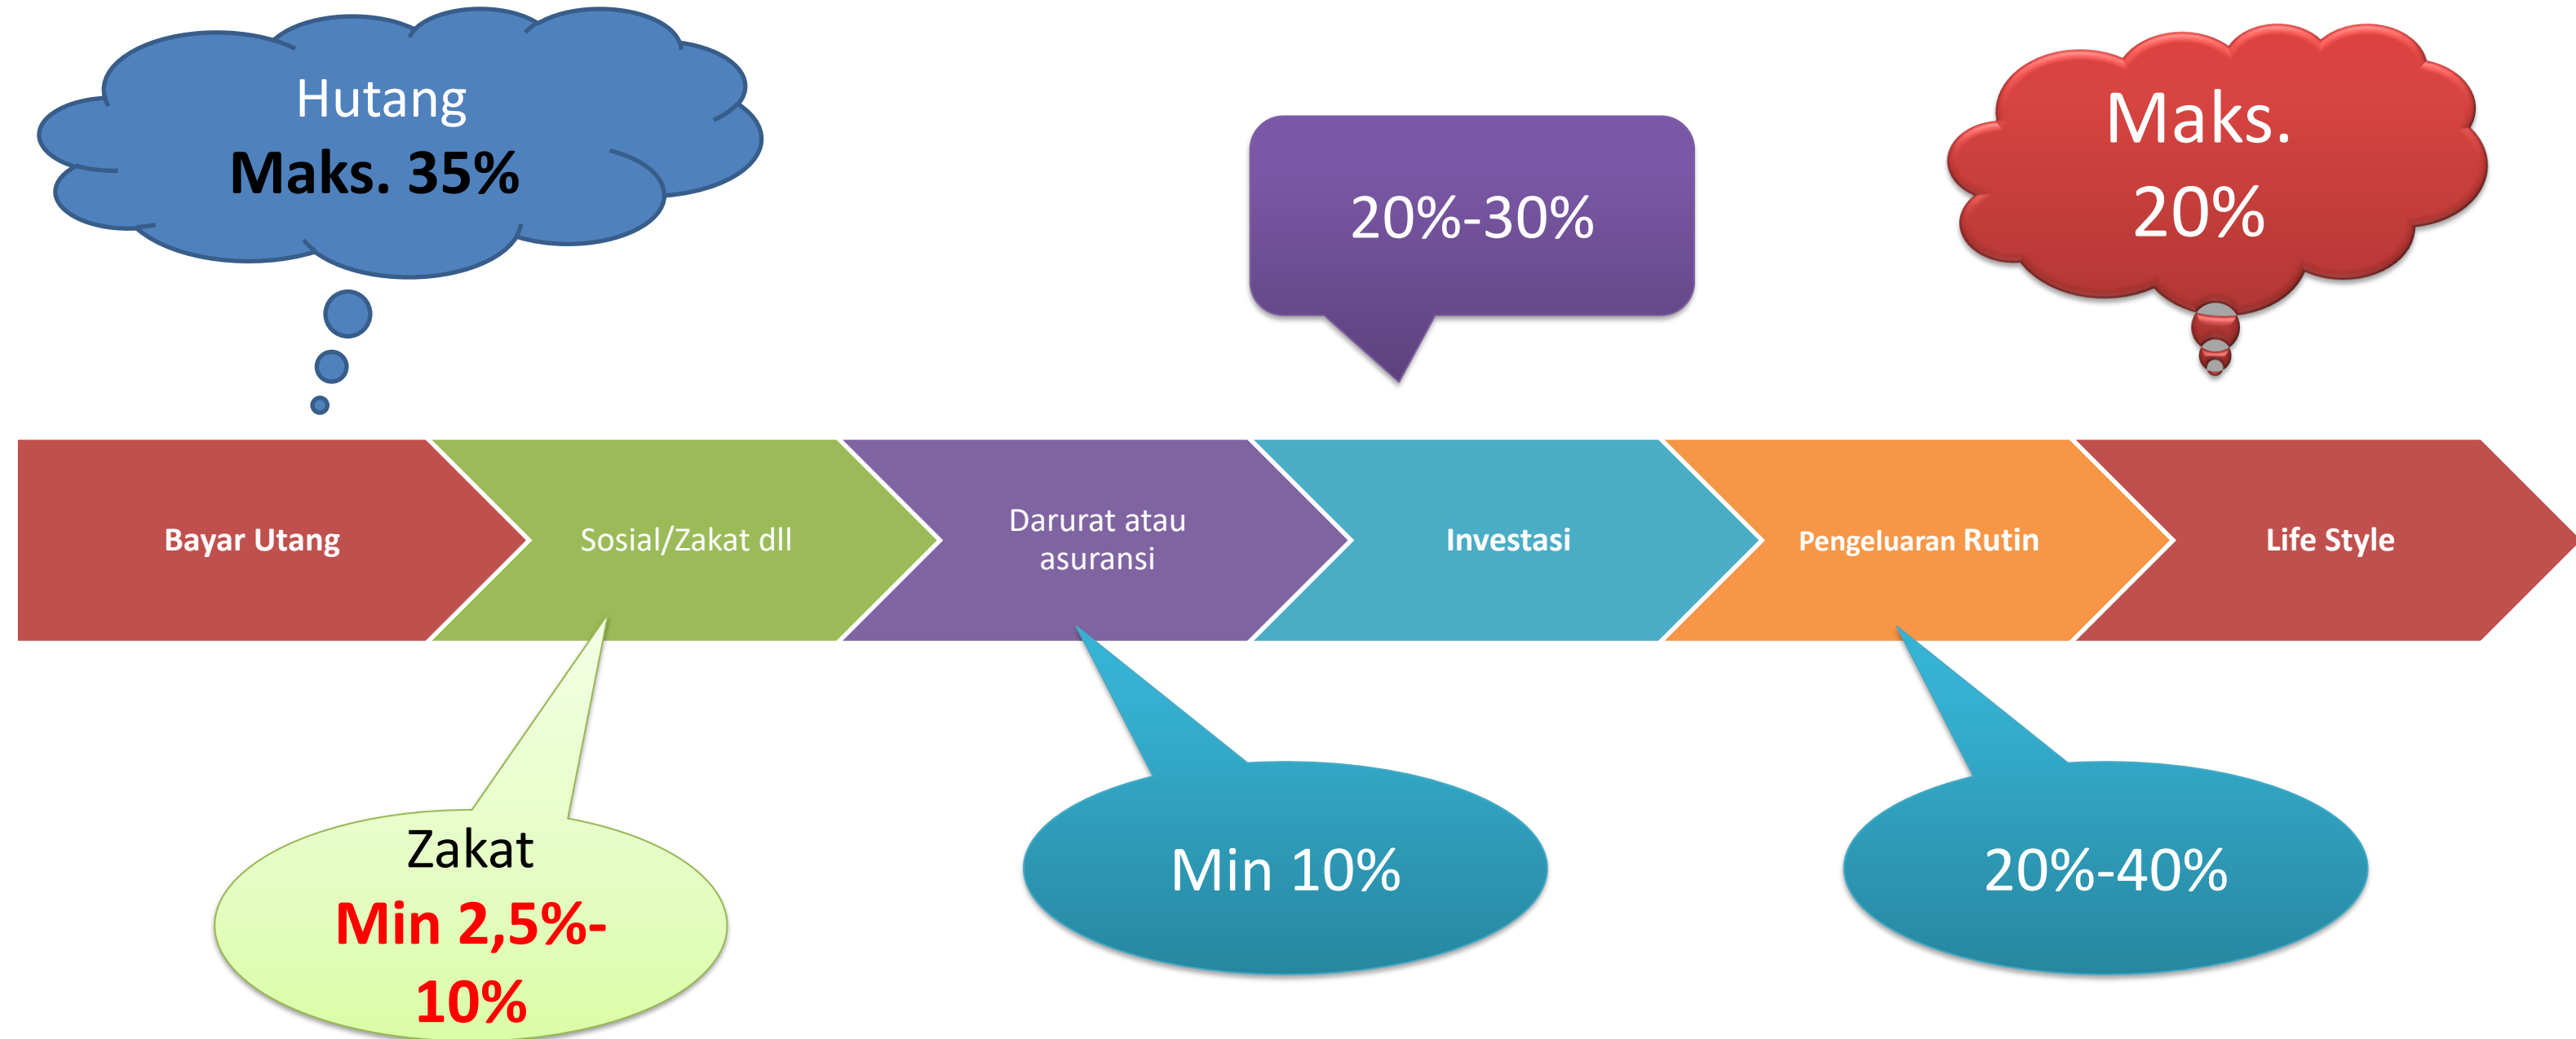 Hutang
Maks. 35%
20%-30%
Maks.
20%
Bayar Utang
Sosial/Zakat dll
Darurat atau
asuransi
Investasi
Pengeluaran Rutin
Life Style
Zakat
Min 2,5%-
10%
Min 10%
20%-40%